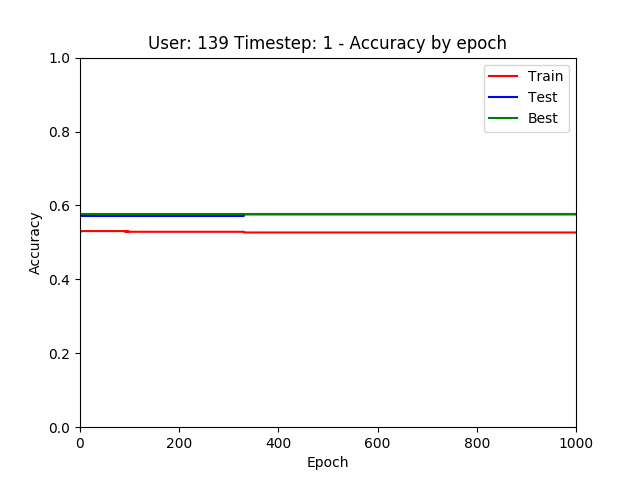 User: 139 Timestep: 1 - Accuracy by epoch
1.0
0.8
0.6
0.4
0.2
0.0
Accuracy
Train
Test
Best
0 200 400 600 800 1000
Epoch